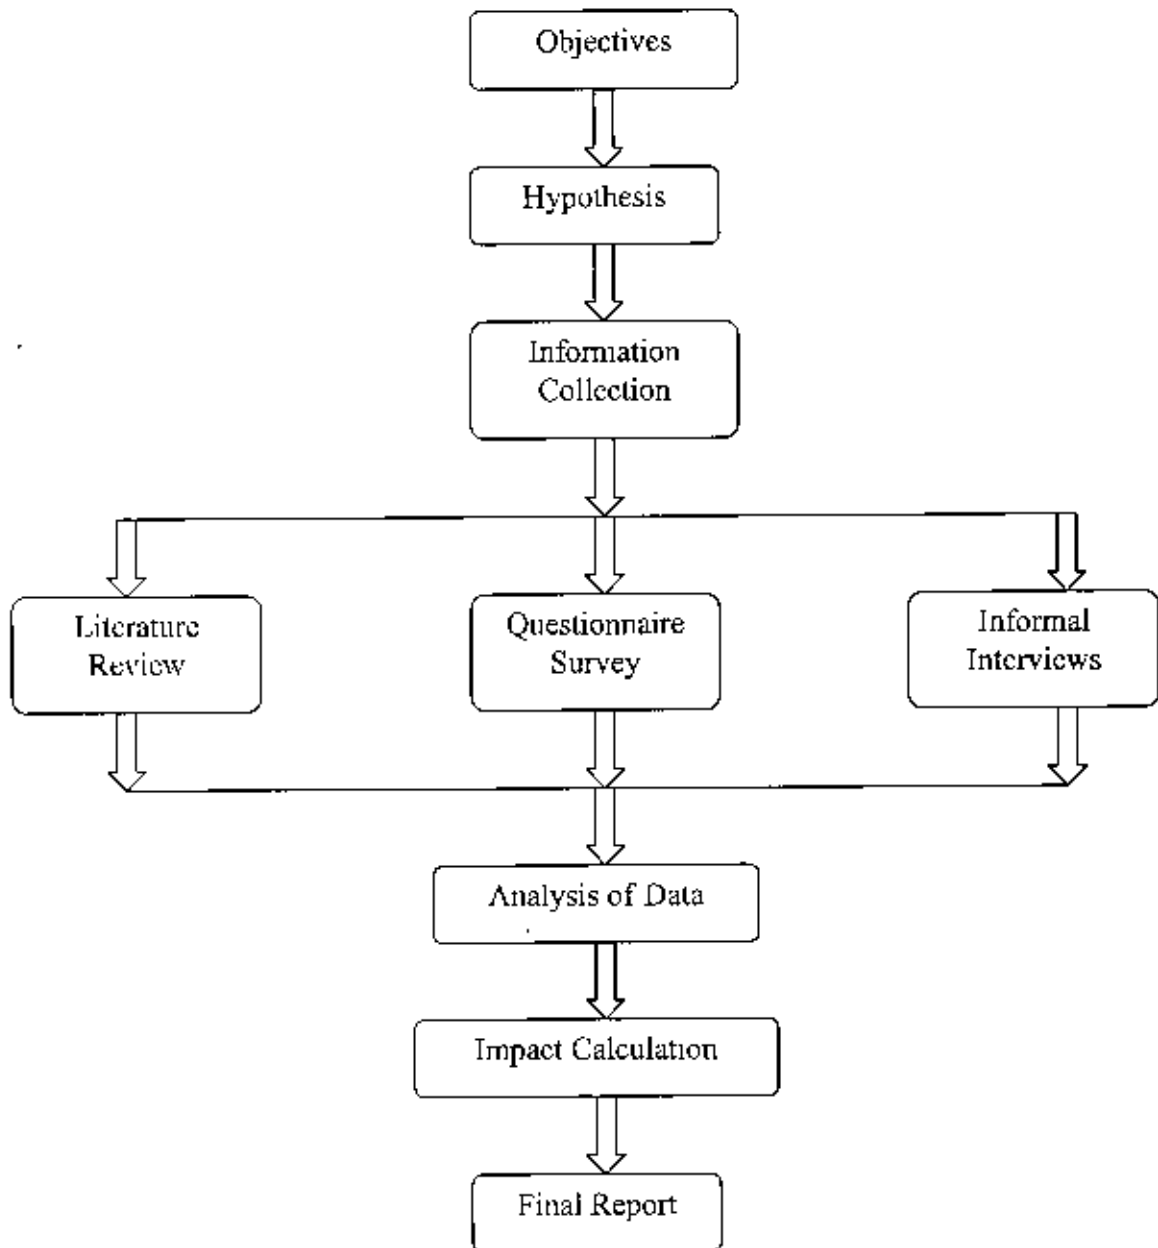 Objectives
Hypothesis
Information
Collection
Literature
Review
Questionnaire
Survey
Informal
Interviews
Analysis of Data
Impact Calculation
Final Report